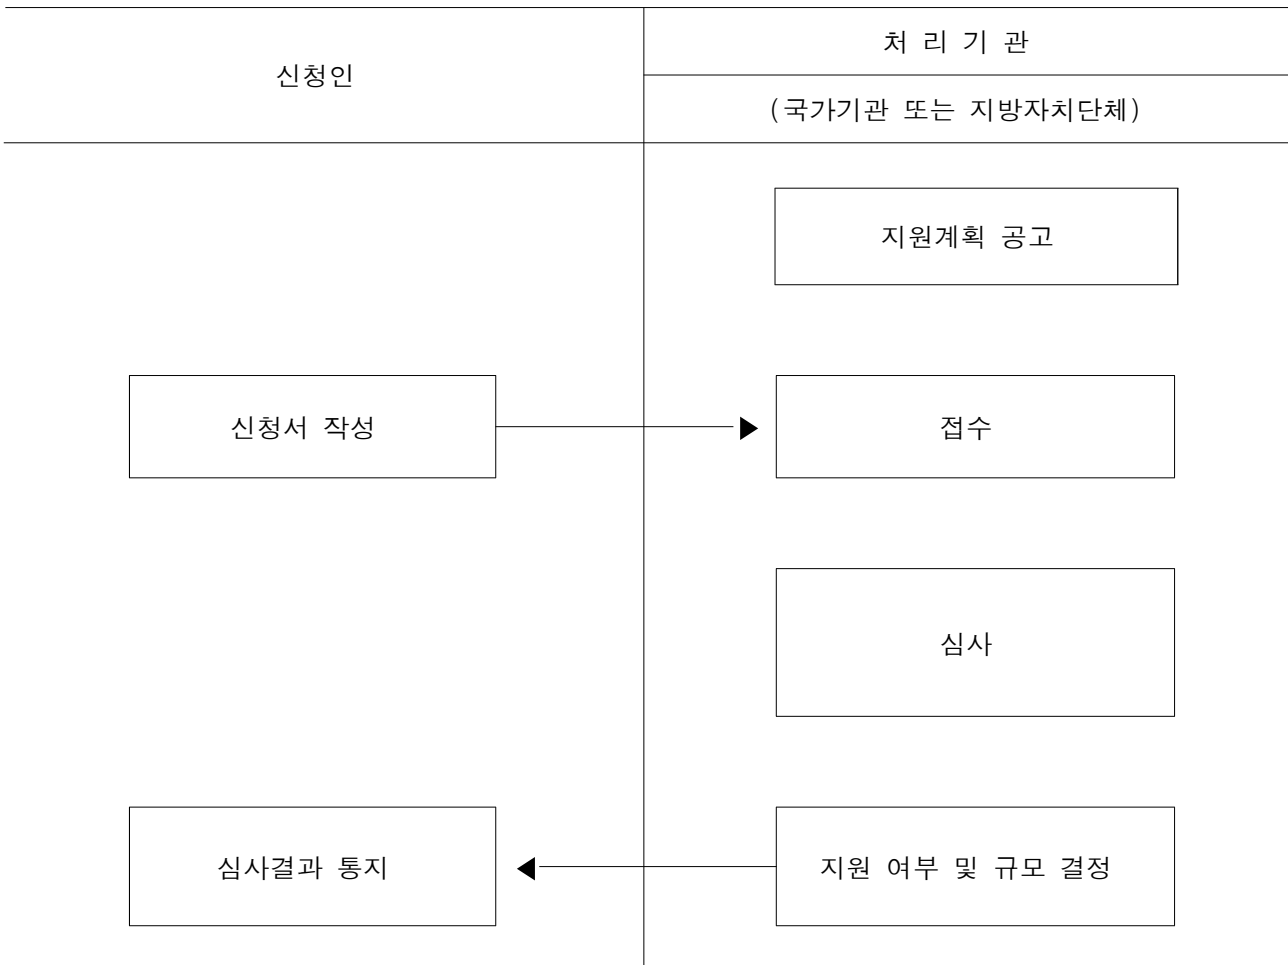 신청인
처 리 기 관
(국가기관 또는 지방자치단체)
지원계획 공고
신청서 작성
접수
심사
심사결과 통지
지원 여부 및 규모 결정